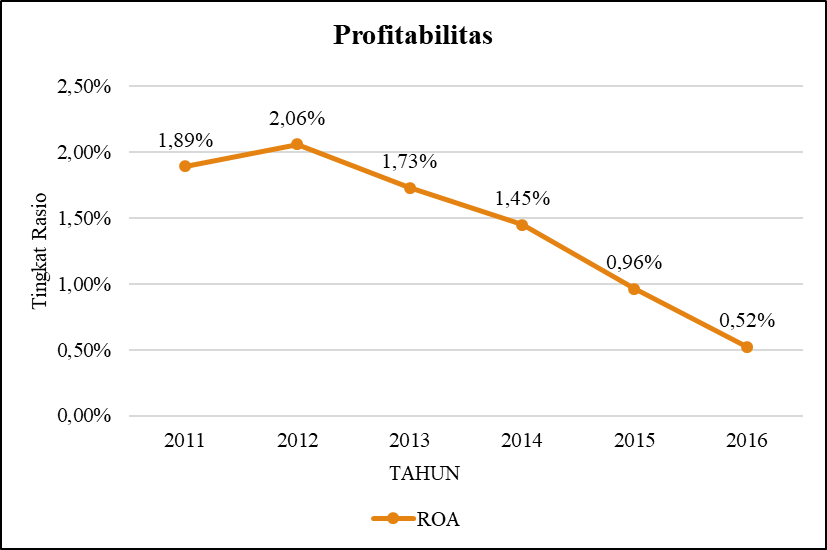 Profitabilitas
2,50%
2,00%
1,50%
1,00%
0,50%
0,00%
Tingkat Rasio
1,89%
2,06%
1,73%
1,45%
0,96%
0,52%
2011 2012 2013 2014 2015 2016
TAHUN
ROA